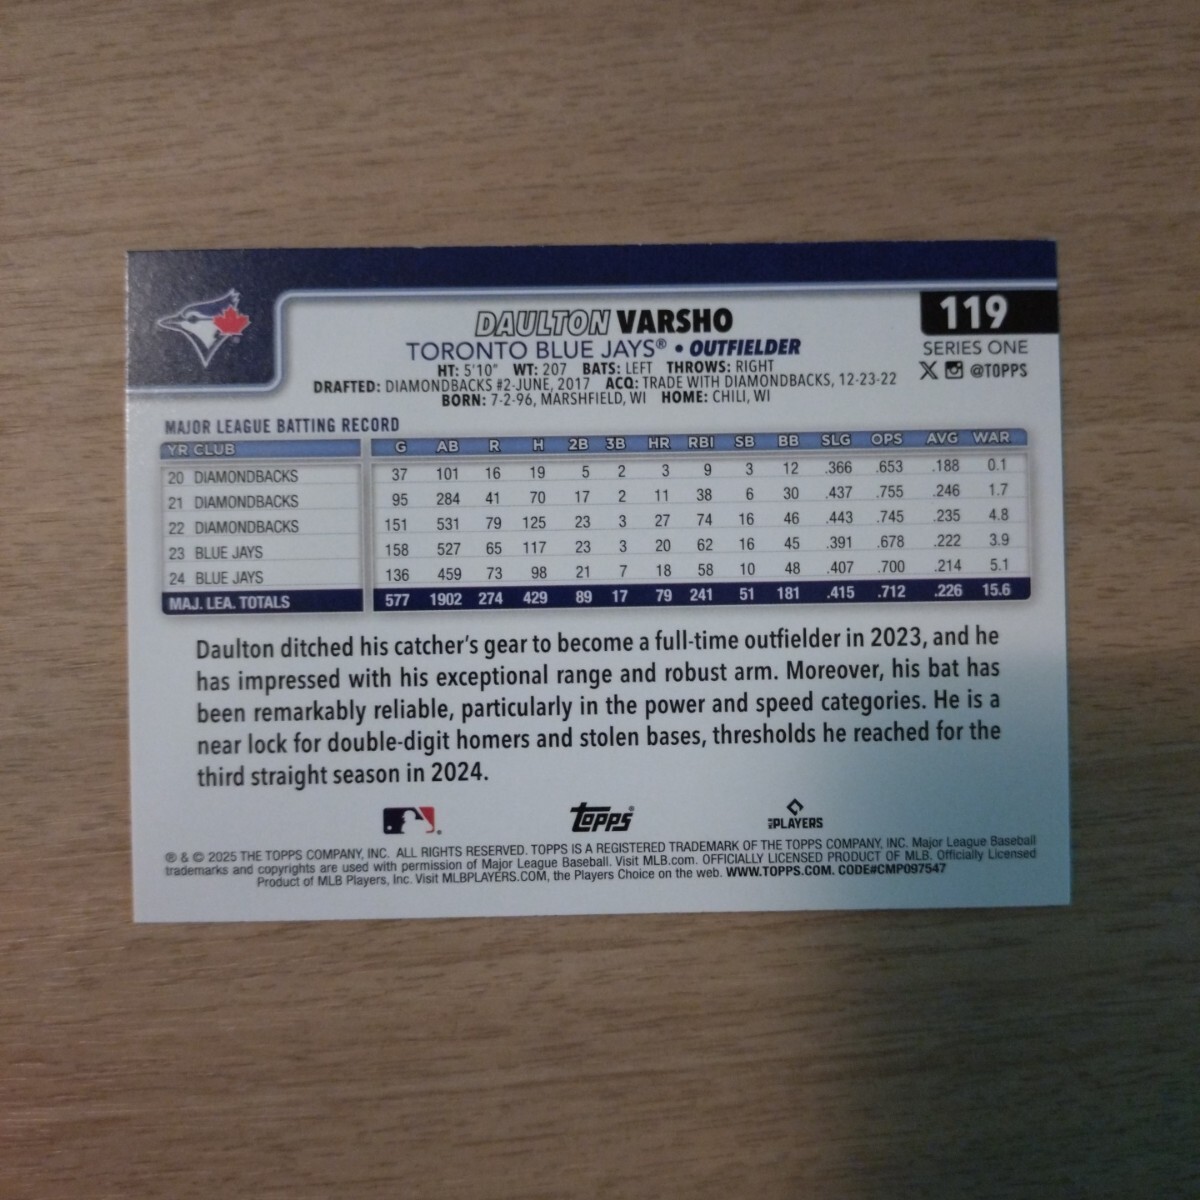 DAULTON VARSHO
119
TORONTO BLUE JAYS® • OUTFIELDER
SERIES ONE
HT: 5'10" WT: 207 BATS: LEFT THROWS: RIGHT
@TOPPS
DRAFTED: DIAMONDBACKS #2-JUNE, 2017 ACQ: TRADE WITH DIAMONDBACKS, 12-23-22
BORN: 7-2-96, MARSHFIELD, WI HOME: CHILI, WI
MAJOR LEAGUE BATTING RECORD
YR CLUB G AB R H 2B 3B HR RBI SB BB SLG OPS AVG WAR
20 DIAMONDBACKS 37 101 16 19 5 2 3 9 3 12 .366 .653 .188 0.1
21 DIAMONDBACKS 95 284 41 70 17 2 11 38 6 30 .437 .755 .246 1.7
22 DIAMONDBACKS 151 531 79 125 23 3 27 74 16 46 .443 .745 .235 4.8
23 BLUE JAYS 158 527 65 117 23 3 20 62 16 45 .391 .678 .222 3.9
24 BLUE JAYS 136 459 73 98 21 7 18 58 10 48 .407 .700 .214 5.1
MAJ. LEA. TOTALS 577 1902 274 429 89 17 79 241 51 181 .415 .712 .226 15.6
Daulton ditched his catcher's gear to become a full-time outfielder in 2023, and he
has impressed with his exceptional range and robust arm. Moreover, his bat has
been remarkably reliable, particularly in the power and speed categories. He is a
near lock for double-digit homers and stolen bases, thresholds he reached for the
third straight season in 2024.
topps®
MLB PLAYERS
® & © 2025 THE TOPPS COMPANY, INC. ALL RIGHTS RESERVED. TOPPS IS A REGISTERED TRADEMARK OF THE TOPPS COMPANY, INC. Major League Baseball
trademarks and copyrights are used with permission of Major League Baseball. Visit MLB.com. OFFICIALLY LICENSED PRODUCT OF MLB. Officially Licensed
Product of MLB Players, Inc. Visit MLBPLAYERS.COM, the Players Choice on the web. WWW.TOPPS.COM. CODE#CMP097547